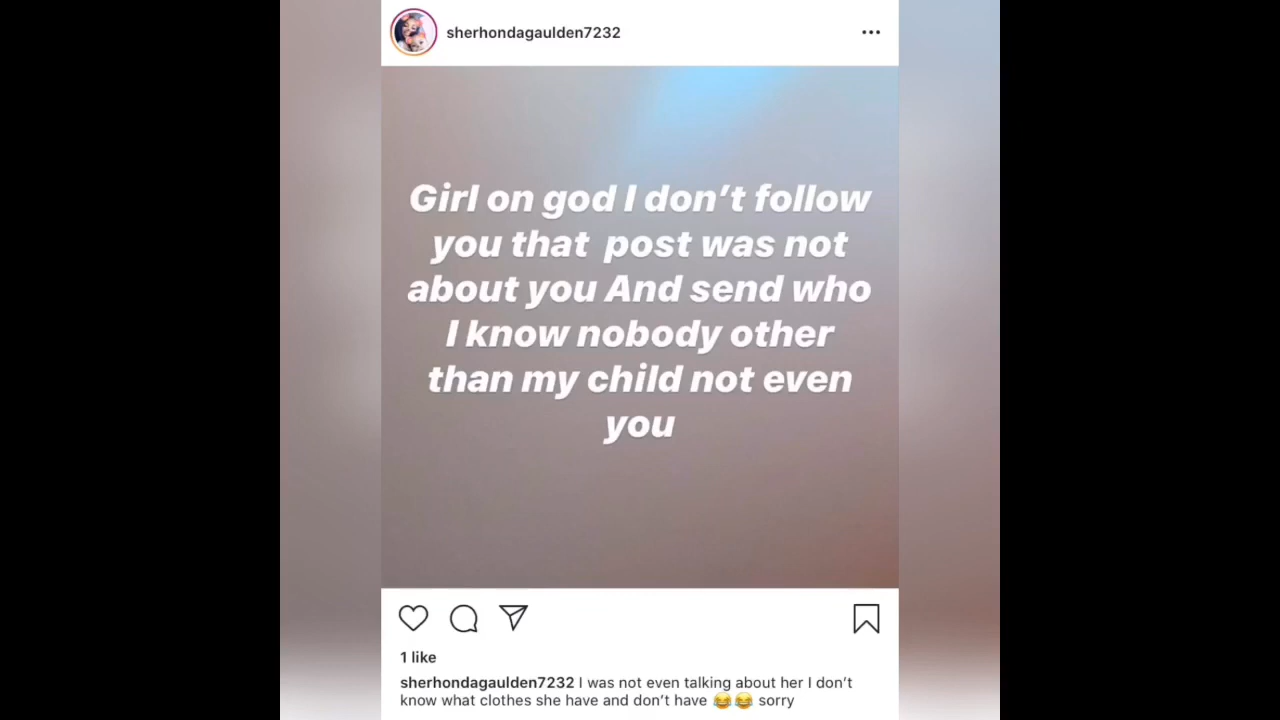 sherhondagaulden7232
Girl on god I don’t follow
you that post was not
about you And send who
I know nobody other
than my child not even
you
1 like
sherhondagaulden7232 I was not even talking about her I don’t
know what clothes she have and don’t have 😂😂 sorry